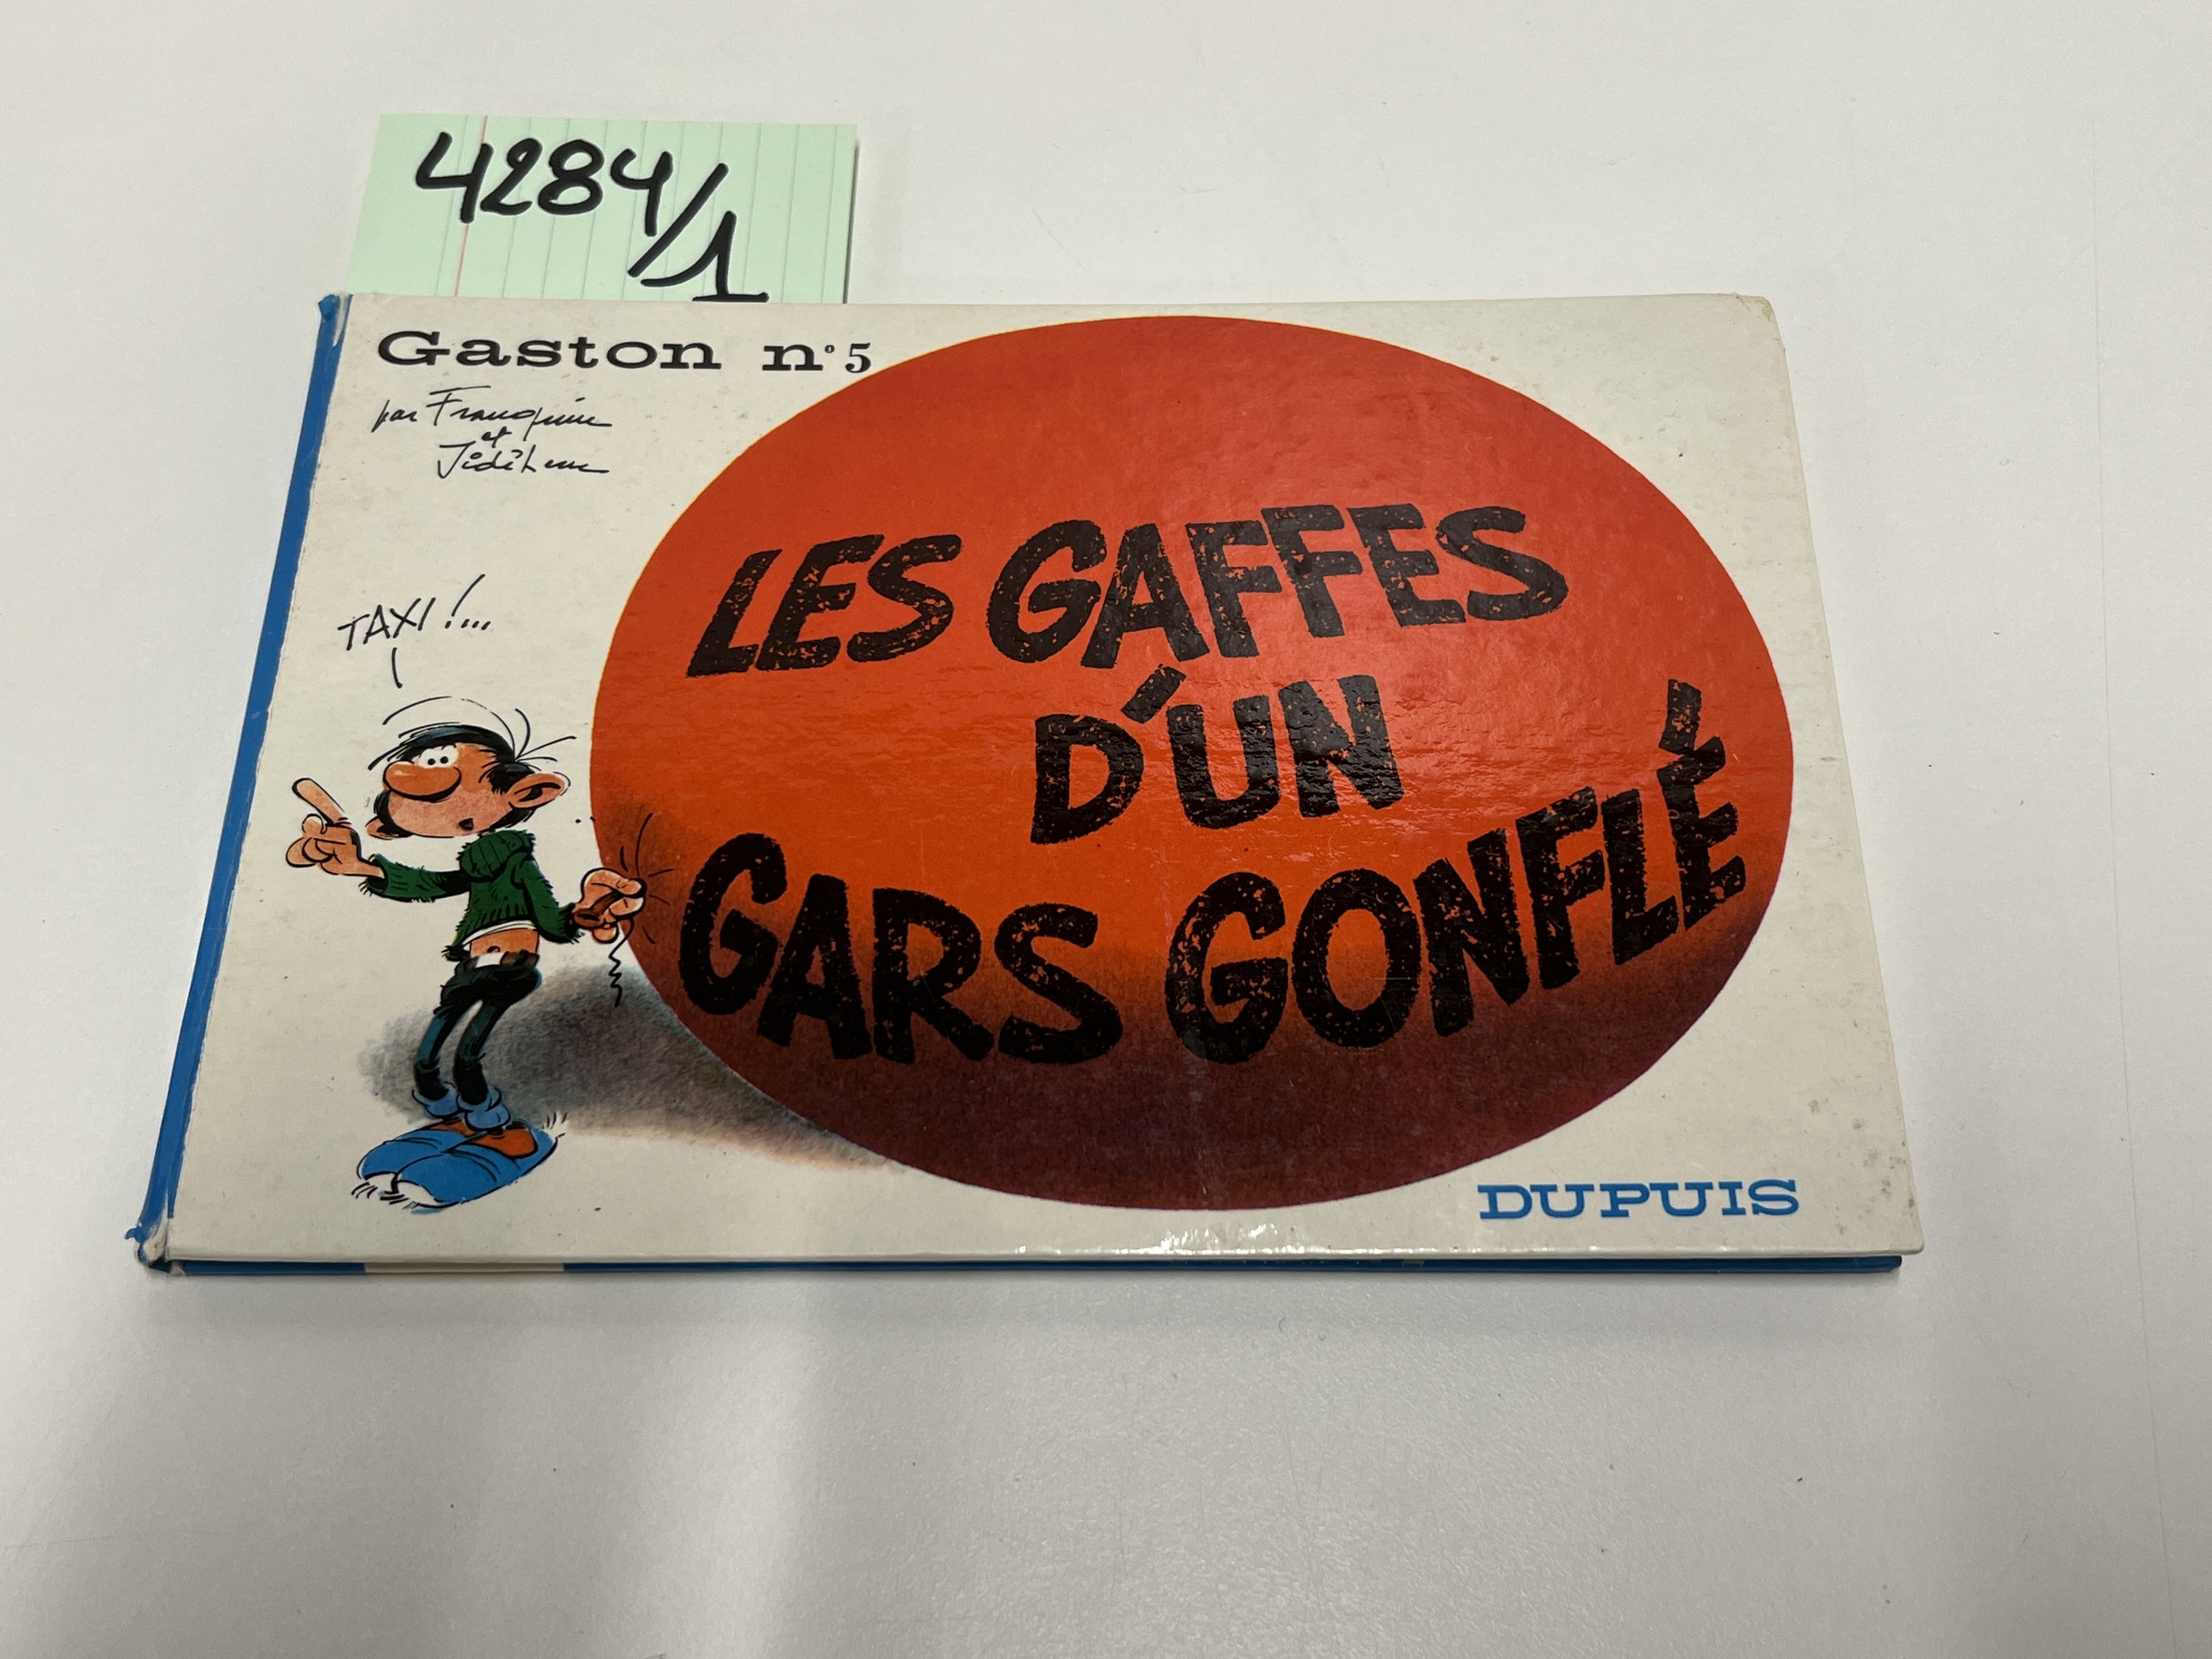 4284/1
Gaston n° 5
par Franquin
et
Jidéhem
TAXI !...
LES GAFFES
D'UN
GARS GONFLÉ
DUPUIS